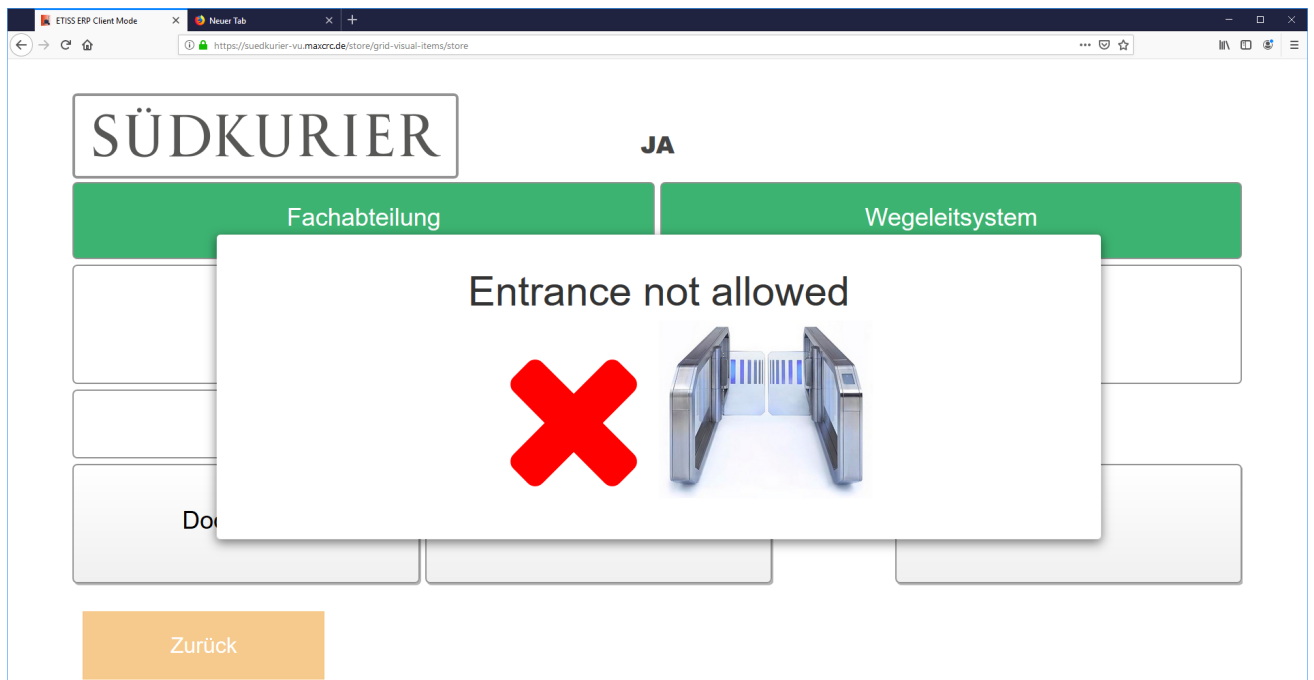 ETISS ERP Client Mode
Neuer Tab
https://suedkurier-vu.maxcrc.de/store/grid-visual-items/store
SÜDKURIER
JA
Fachabteilung
Wegeleitsystem
Entrance not allowed
Zurück